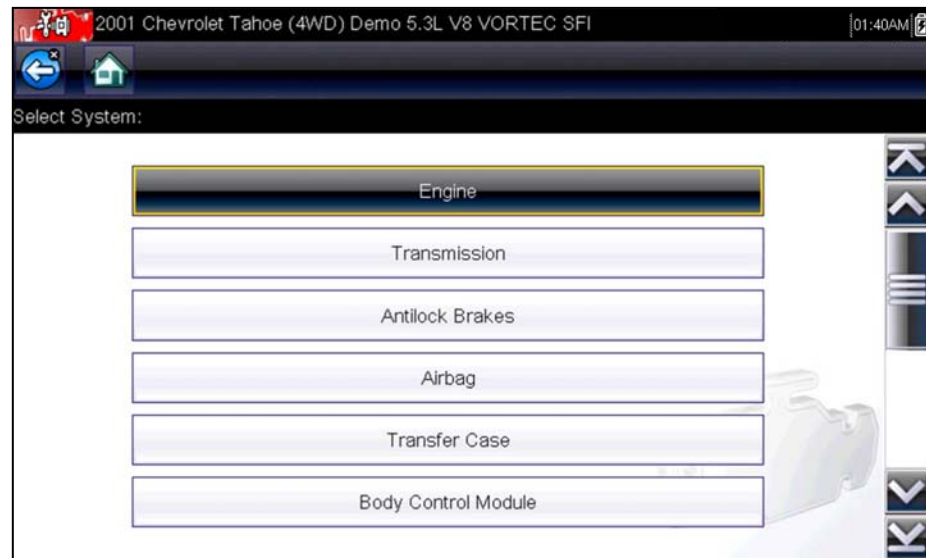 2001 Chevrolet Tahoe (4WD) Demo 5.3L V8 VORTEC SFI
01:40AM
Select System:
Engine
Transmission
Antilock Brakes
Airbag
Transfer Case
Body Control Module